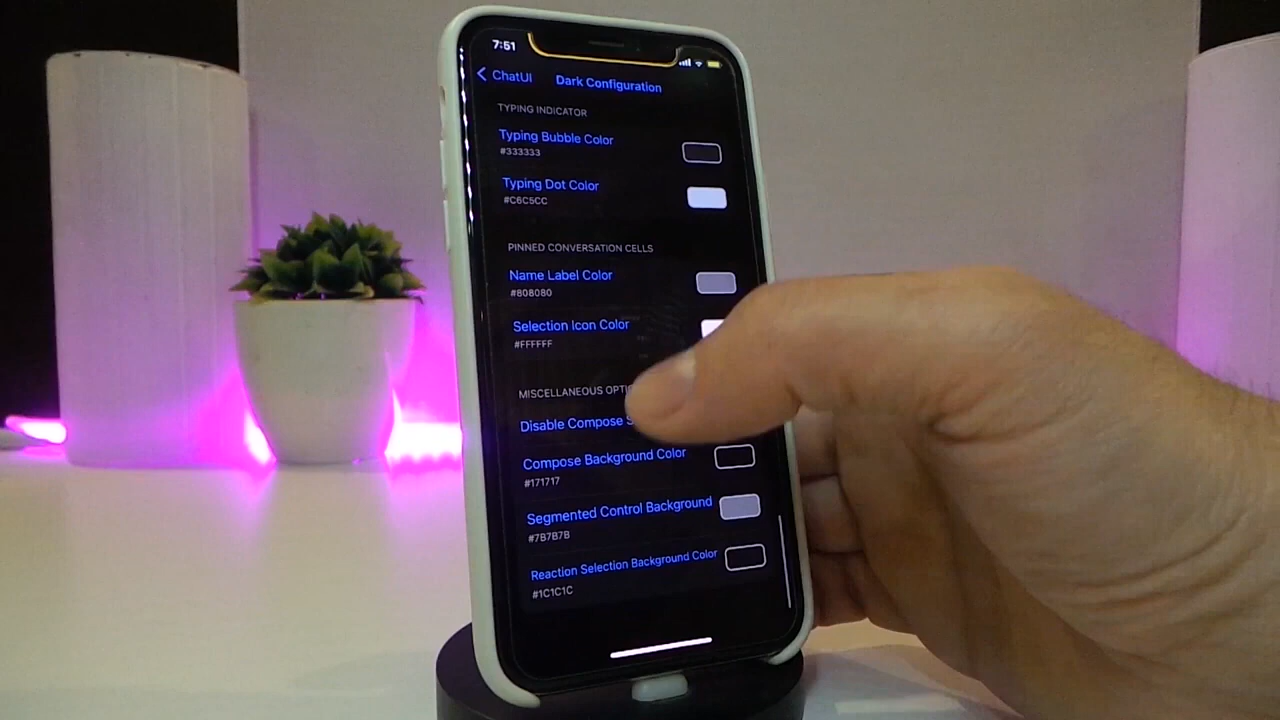 7:51
ChatUI
Dark Configuration
TYPING INDICATOR
Typing Bubble Color
#333333
Typing Dot Color
#C6C5CC
PINNED CONVERSATION CELLS
Name Label Color
#808080
Selection Icon Color
#FFFFFF
MISCELLANEOUS
Disable Compose
Compose Background Color
#171717
Segmented Control Background
#7B7B7B
Reaction Selection Background Color
#1C1C1C